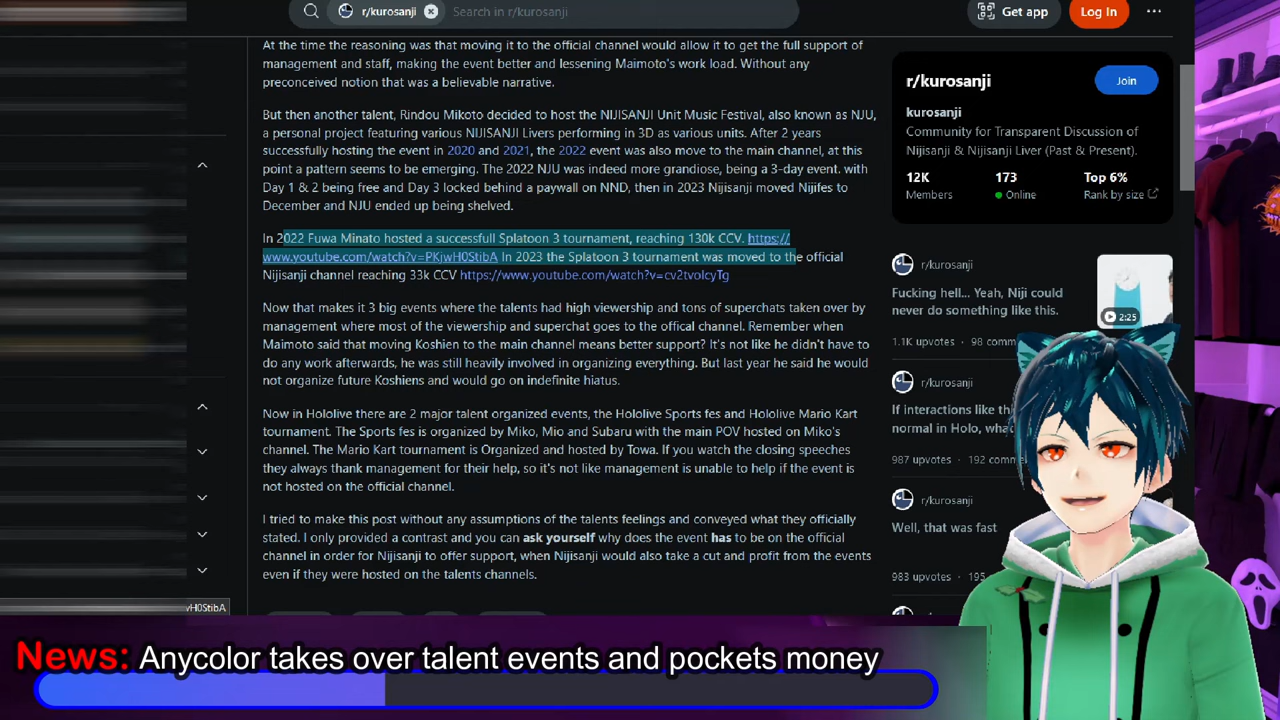 r/kurosanji
Search in r/kurosanji
Get app
Log In
At the time the reasoning was that moving it to the official channel would allow it to get the full support of
management and staff, making the event better and lessening Maimoto's work load. Without any
preconceived notion that was a believable narrative.
But then another talent, Rindou Mikoto decided to host the NIJISANJI Unit Music Festival, also known as NJU,
a personal project featuring various NIJISANJI Livers performing in 3D as various units. After 2 years
successfully hosting the event in 2020 and 2021, the 2022 event was also move to the main channel, at this
point a pattern seems to be emerging. The 2022 NJU was indeed more grandiose, being a 3-day event. with
Day 1 & 2 being free and Day 3 locked behind a paywall on NND, then in 2023 Nijisanji moved Nijifes to
December and NJU ended up being shelved.
In 2022 Fuwa Minato hosted a successfull Splatoon 3 tournament, reaching 130k CCV. https://
www.youtube.com/watch?v=PKjwH0StibA In 2023 the Splatoon 3 tournament was moved to the official
Nijisanji channel reaching 33k CCV https://www.youtube.com/watch?v=cv2tvolcyTg
Now that makes it 3 big events where the talents had high viewership and tons of superchats taken over by
management where most of the viewership and superchat goes to the offical channel. Remember when
Maimoto said that moving Koshien to the main channel means better support? It's not like he didn't have to
do any work afterwards, he was still heavily involved in organizing everything. But last year he said he would
not organize future Koshiens and would go on indefinite hiatus.
Now in Hololive there are 2 major talent organized events, the Hololive Sports fes and Hololive Mario Kart
tournament. The Sports fes is organized by Miko, Mio and Subaru with the main POV hosted on Miko's
channel. The Mario Kart Tournament is Organized and hosted by Towa. If you watch the closing speeches
they always thank management for their help, so it's not like management is unable to help if the event is
not hosted on the official channel.
I tried to make this post without any assumptions of the talents feelings and conveyed what they officially
stated. I only provided a contrast and you can ask yourself why does the event has to be on the official
channel in order for Nijisanji to offer support, when Nijisanji would also take a cut and profit from the events
even if they were hosted on the talents channels.
r/kurosanji
Join
kurosanji
Community for Transparent Discussion of
Nijisanji & Nijisanji Liver (Past & Present).
12K
173
Top 6%
Members
Online
Rank by size
r/kurosanji
Fucking hell... Yeah, Niji could
never do something like this.
2:25
1.1K upvotes • 98 comm
r/kurosanji
If interactions like th
normal in Holo, wha
987 upvotes • 192 comm
r/kurosanji
Well, that was fast
983 upvotes • 195
vH0StibA
News: Anycolor takes over talent events and pockets money